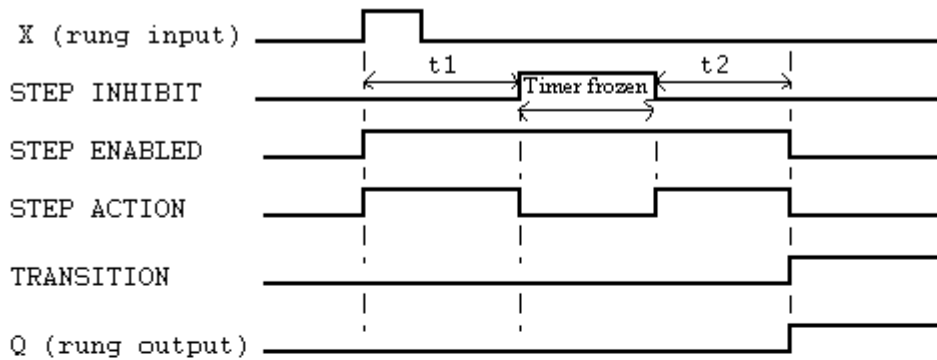 X (rung input)
t1
t2
STEP INHIBIT
Timer frozen
STEP ENABLED
STEP ACTION
TRANSITION
Q (rung output)